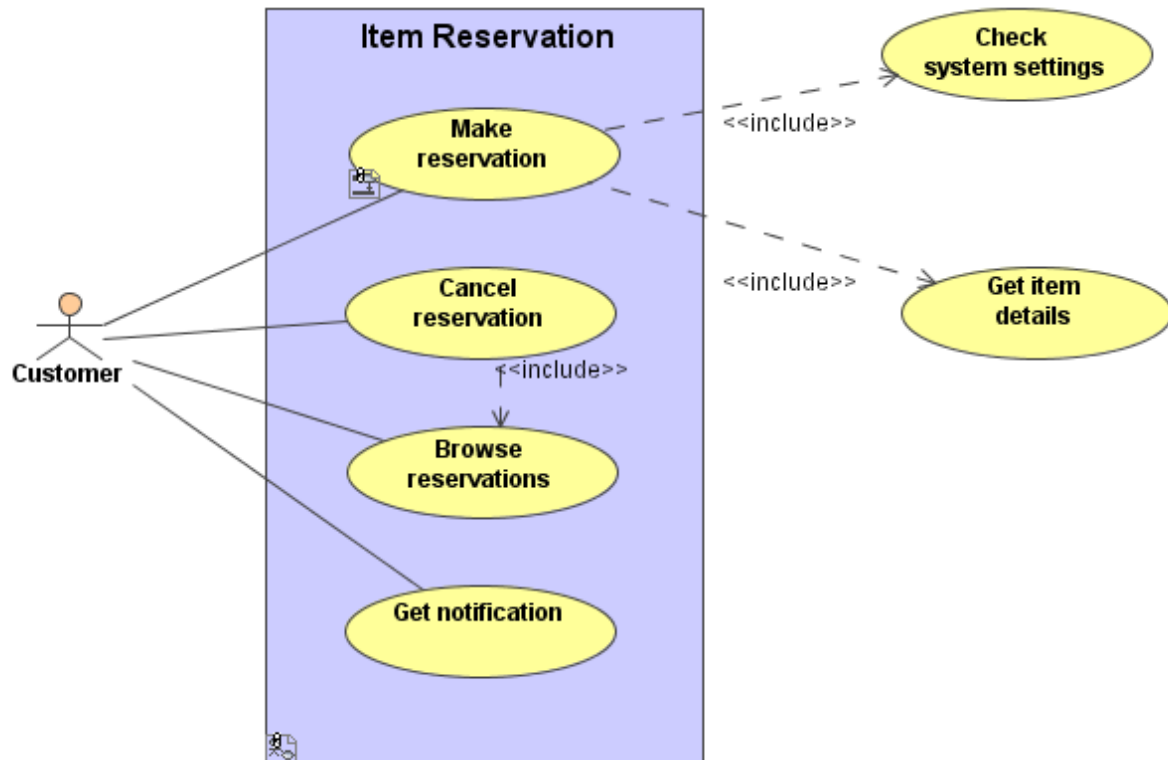 Item Reservation
Check
system settings
Make
reservation
<<include>>
<<include>>
Get item
details
Cancel
reservation
<<include>>
Customer
Browse
reservations
Get notification